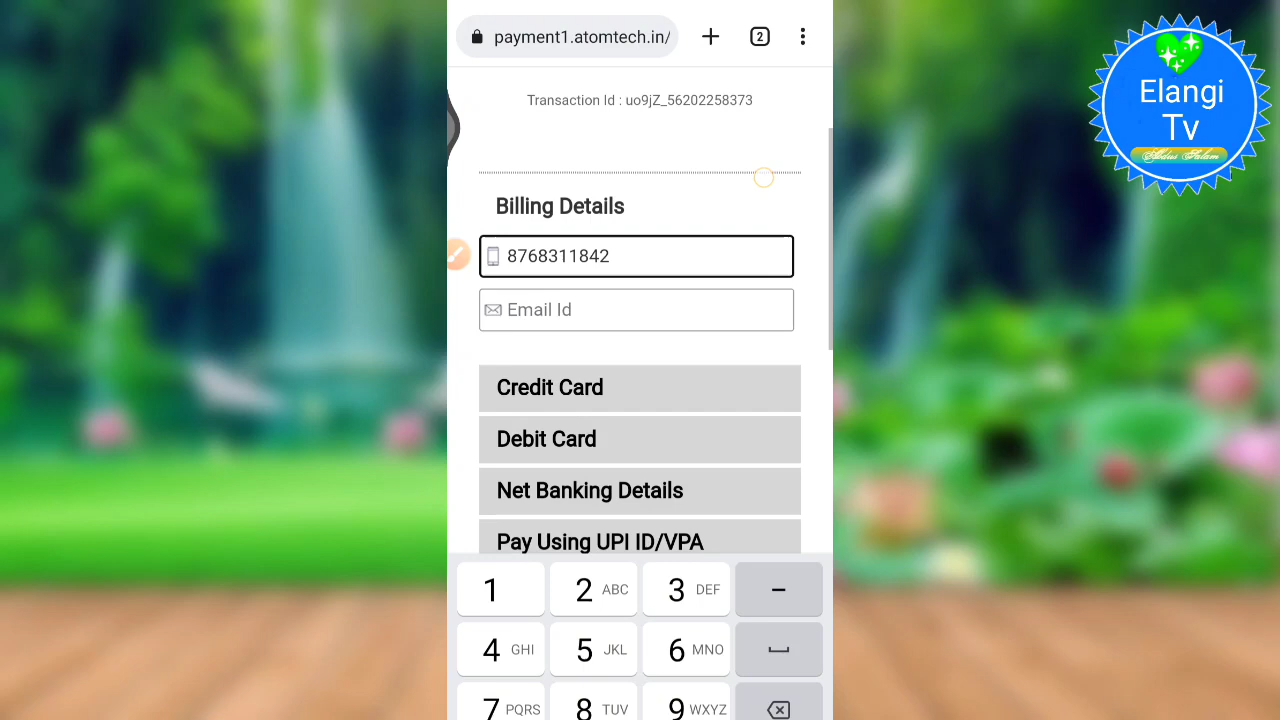 payment1.atomtech.in/
2
Transaction Id : uo9jZ_56202258373
Billing Details
8768311842
Email Id
Credit Card
Debit Card
Net Banking Details
Pay Using UPI ID/VPA
1
2 ABC
3 DEF
-
4 GHI
5 JKL
6 MNO
7 PQRS
8 TUV
9 WXYZ
Elangi
Tv
Abdus Salam